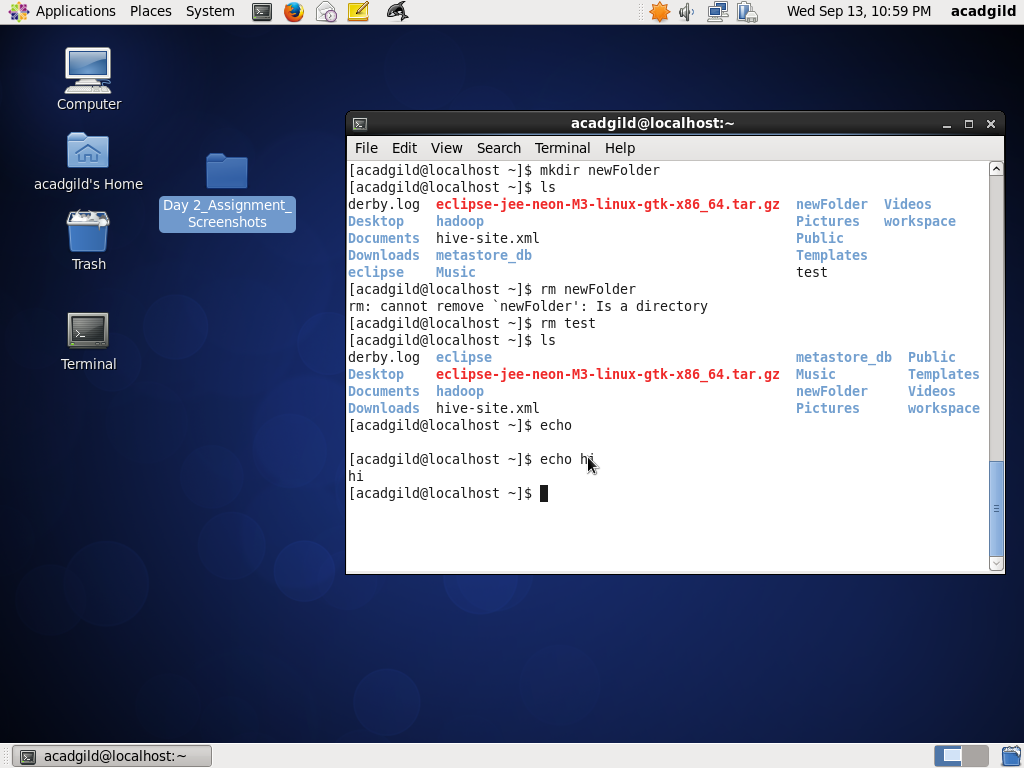 Applications Places System Wed Sep 13, 10:59 PM acadgild
Computer
acadgild's Home
Trash
Terminal
Day 2_Assignment_
Screenshots
acadgild@localhost:~
File Edit View Search Terminal Help
[acadgild@localhost ~]$ mkdir newFolder
[acadgild@localhost ~]$ ls
derby.log eclipse-jee-neon-M3-linux-gtk-x86_64.tar.gz newFolder Videos
Desktop hadoop Pictures workspace
Documents hive-site.xml Public
Downloads metastore_db Templates
eclipse Music test
[acadgild@localhost ~]$ rm newFolder
rm: cannot remove `newFolder': Is a directory
[acadgild@localhost ~]$ rm test
[acadgild@localhost ~]$ ls
derby.log eclipse metastore_db Public
Desktop eclipse-jee-neon-M3-linux-gtk-x86_64.tar.gz Music Templates
Documents hadoop newFolder Videos
Downloads hive-site.xml Pictures workspace
[acadgild@localhost ~]$ echo
[acadgild@localhost ~]$ echo hi
hi
[acadgild@localhost ~]$
acadgild@localhost:~